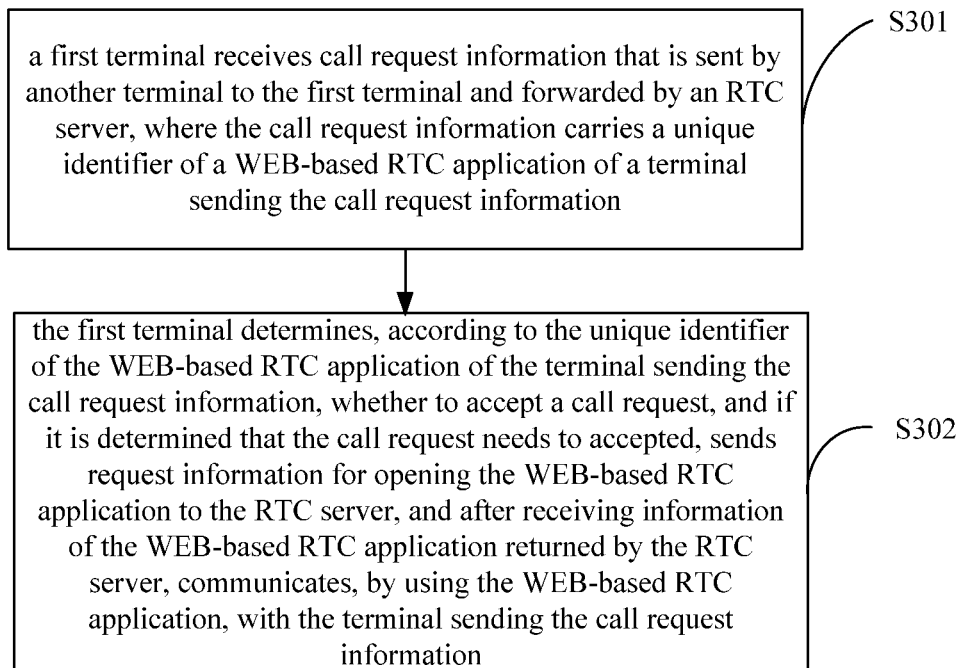 S301
a first terminal receives call request information that is sent by
another terminal to the first terminal and forwarded by an RTC
server, where the call request information carries a unique
identifier of a WEB-based RTC application of a terminal
sending the call request information
the first terminal determines, according to the unique identifier
of the WEB-based RTC application of the terminal sending the
call request information, whether to accept a call request, and if
it is determined that the call request needs to accepted, sends
request information for opening the WEB-based RTC
application to the RTC server, and after receiving information
of the WEB-based RTC application returned by the RTC
server, communicates, by using the WEB-based RTC
application, with the terminal sending the call request
information
S302